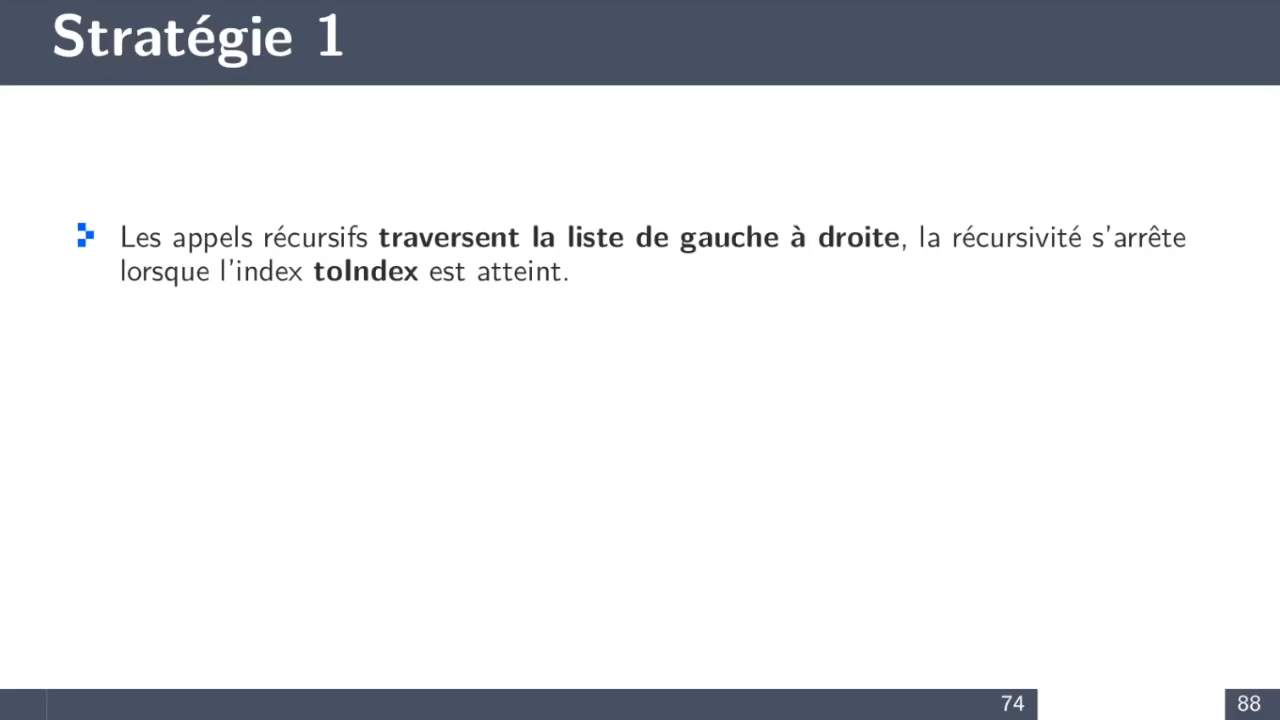 Stratégie 1
Les appels récursifs traversent la liste de gauche à droite, la récursivité s'arrête
lorsque l'index toIndex est atteint.
74
88